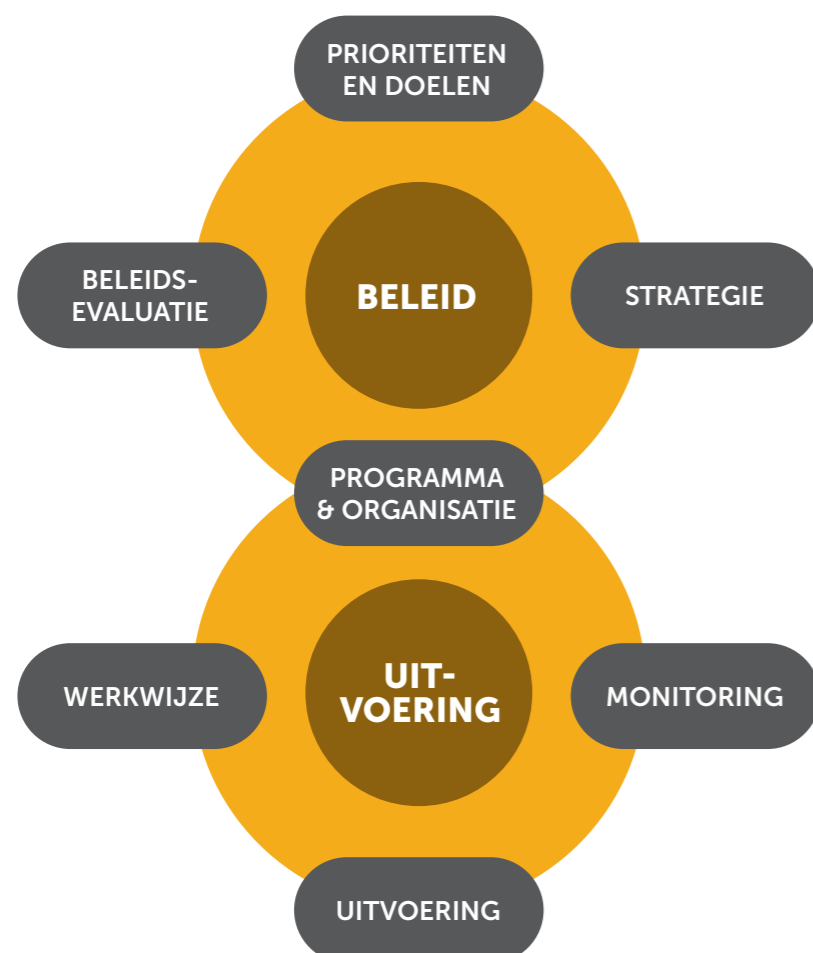 PRIORITEITEN
EN DOELEN
BELEIDS-
EVALUATIE
BELEID
STRATEGIE
PROGRAMMA
& ORGANISATIE
WERKWIJZE
UIT-
VOERING
MONITORING
UITVOERING